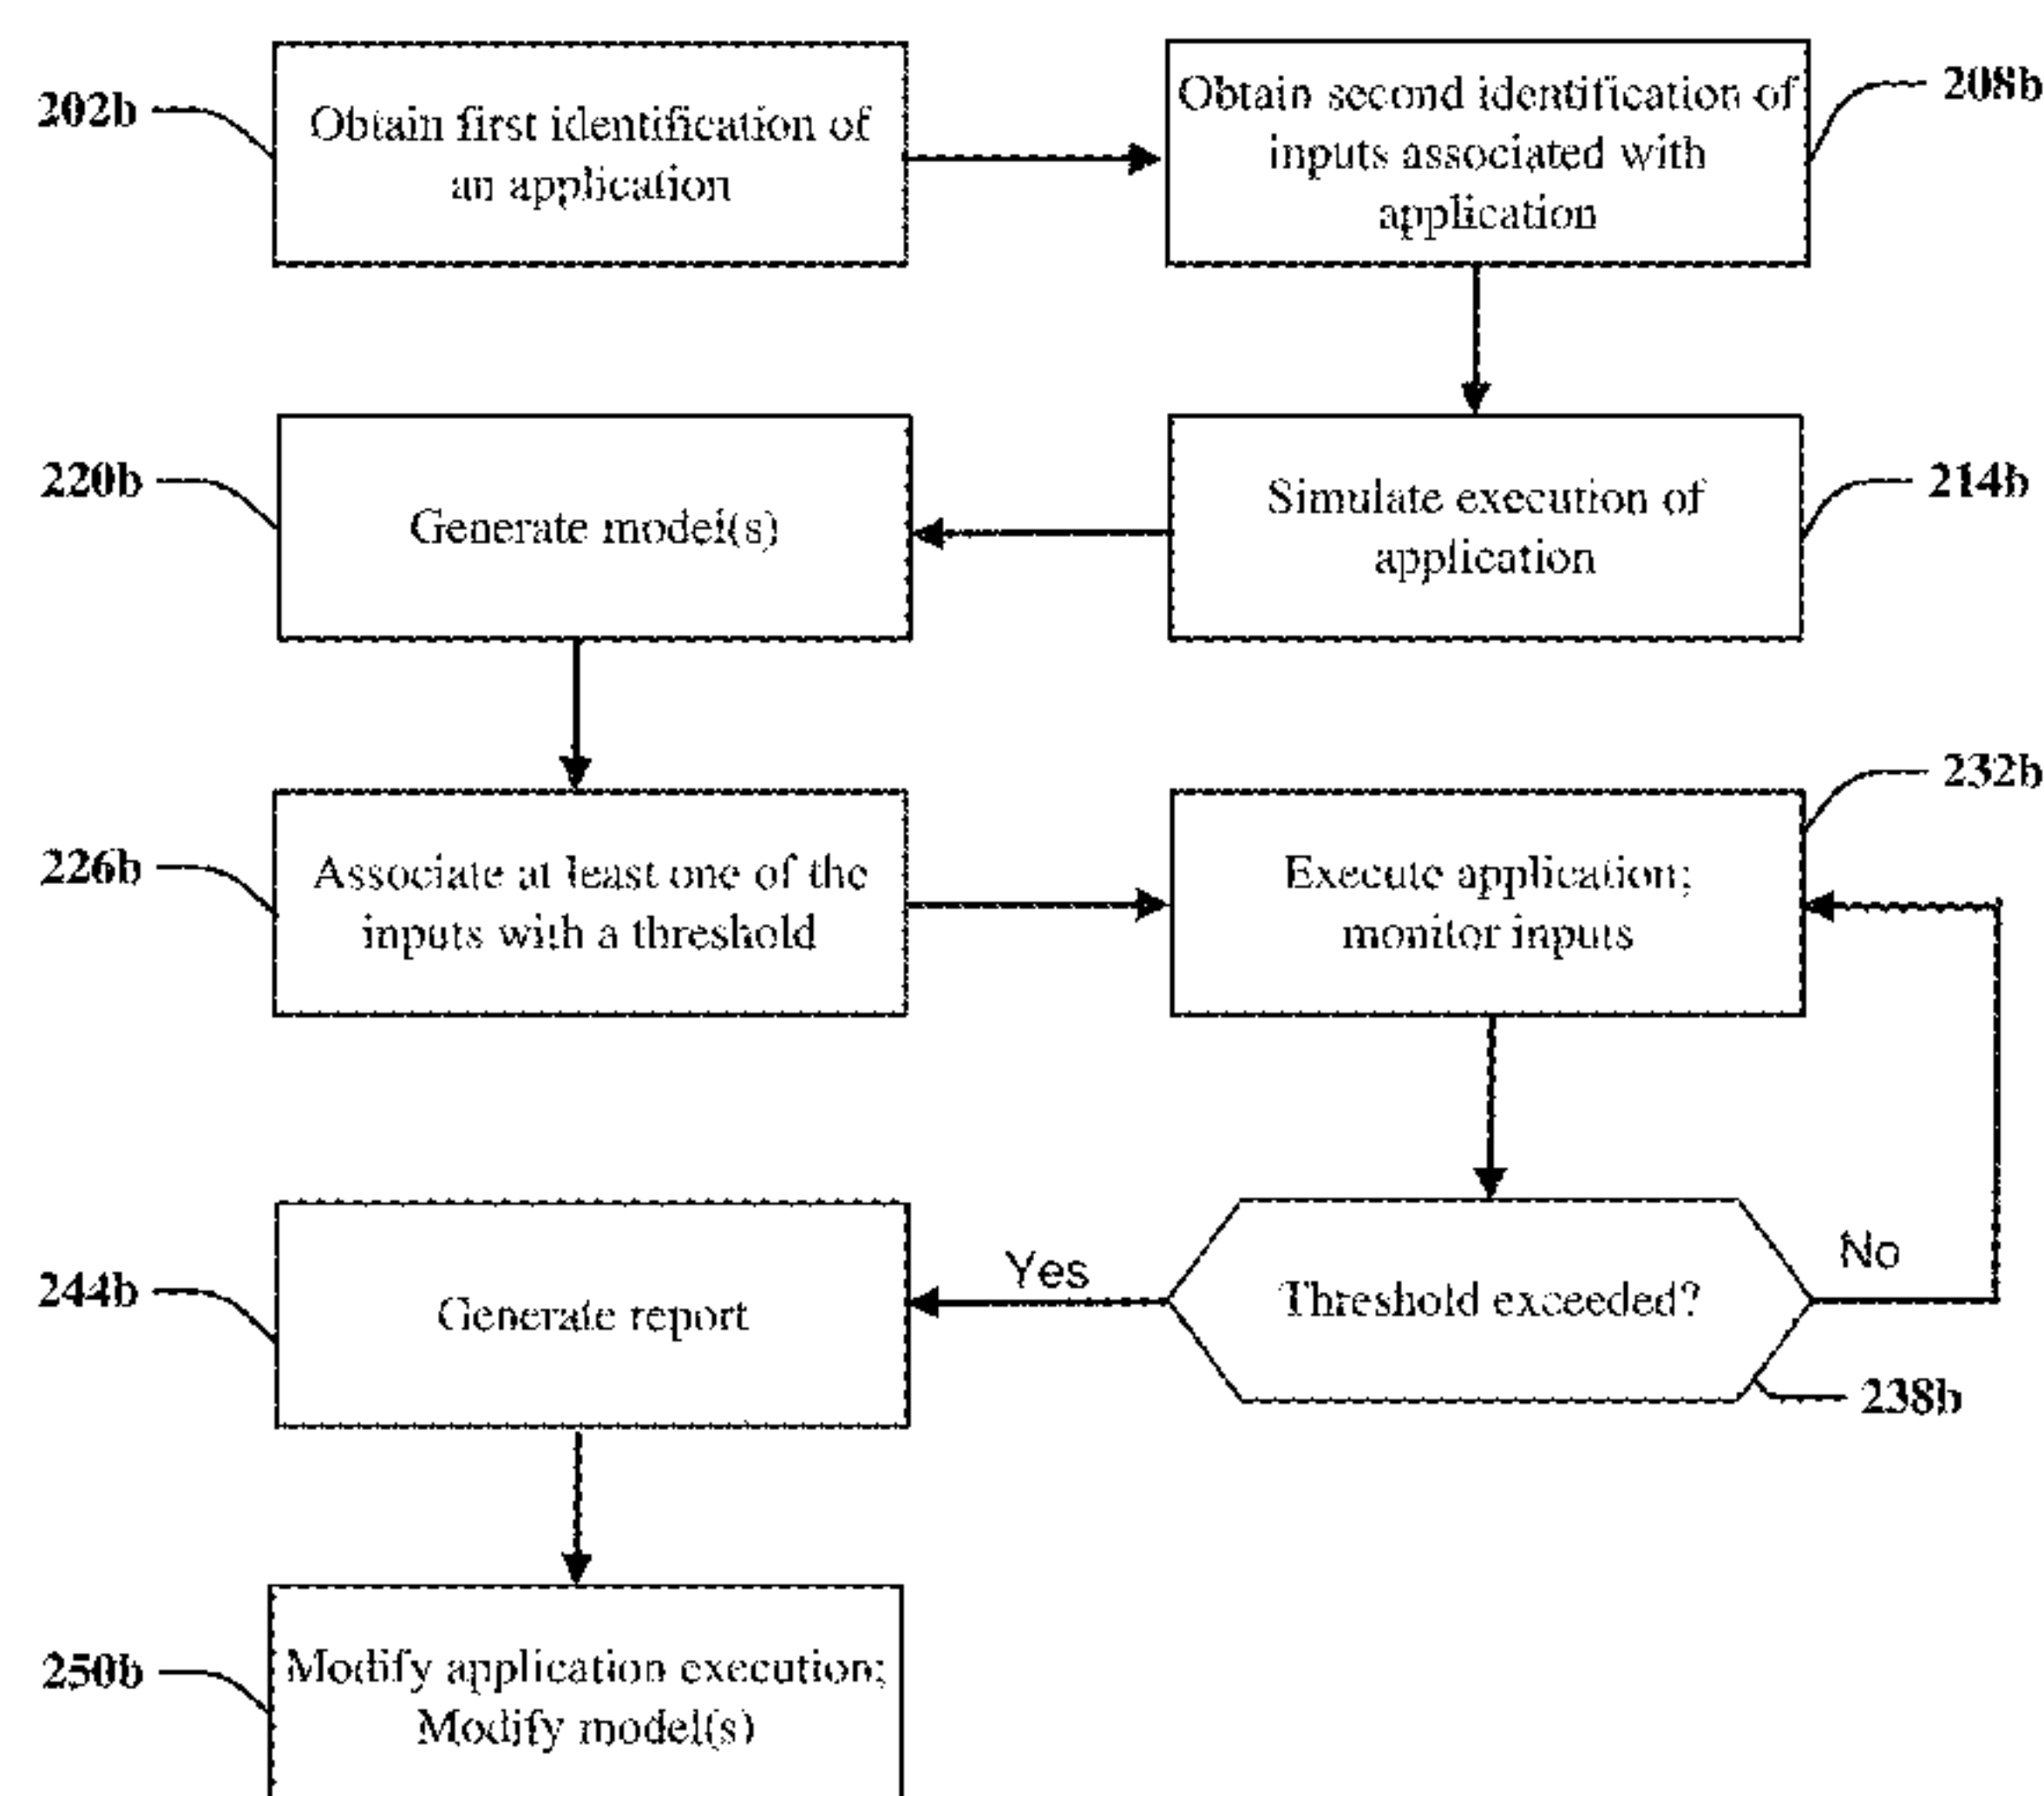 202b
Obtain first identification of
an application
Obtain second identification of
inputs associated with
application
208b
220b
Generate model(s)
Simulate execution of
application
214b
226b
Associate at least one of the
inputs with a threshold
Execute application;
monitor inputs
232b
244b
Generate report
Yes
Threshold exceeded?
No
238b
250b
Modify application execution;
Modify model(s)